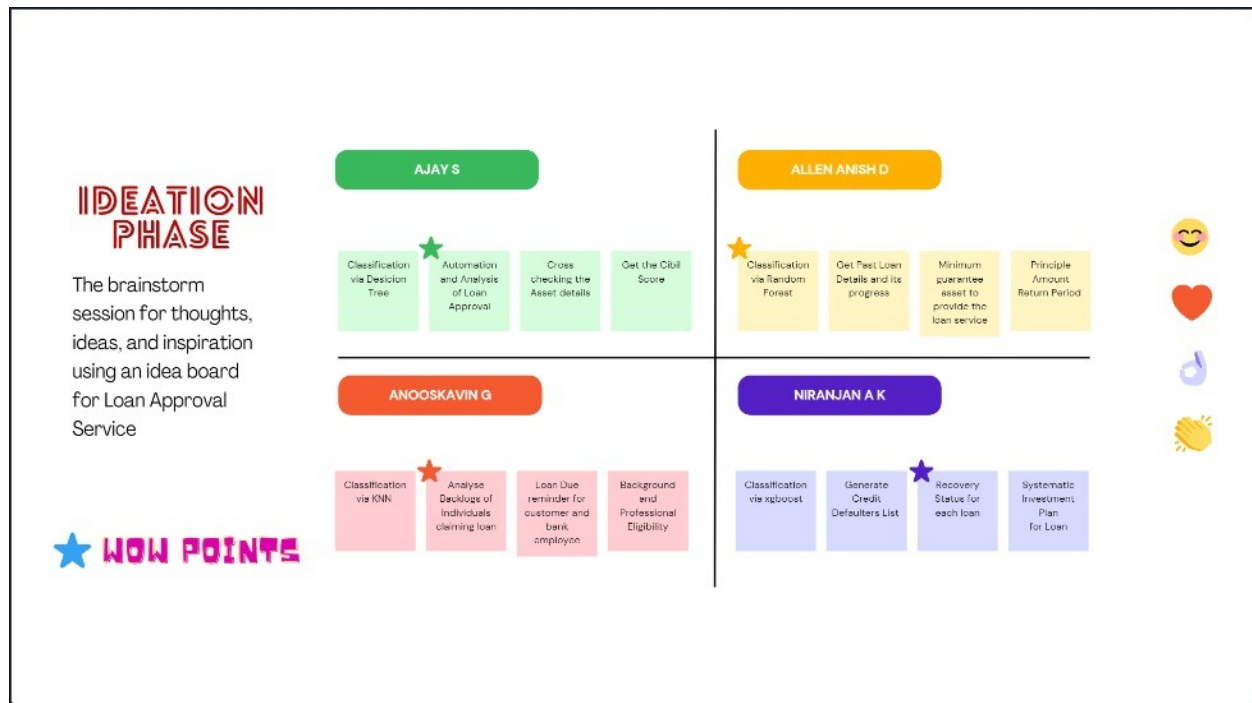 IDEATION
PHASE
The brainstorm
session for thoughts,
ideas, and inspiration
using an idea board
for Loan Approval
Service
WOW POINTS
AJAY S
Classification
via Desicion
Tree
Automation
and Analysis
of Loan
Approval
Cross
checking the
Asset details
Get the Cibil
Score
ALLEN ANISH D
Classification
via Random
Forest
Get Past Loan
Details and its
progress
Minimum
guarantee
asset to
provide the
loan service
Principle
Amount
Return Period
ANOOSKAVIN G
Classification
via KNN
Analyse
Backlogs of
Individuals
claiming loan
Loan Due
reminder for
customer and
bank
employee
Background
and
Professional
Eligibility
NIRANJAN A K
Classification
via xgboost
Generate
Credit
Defaulters List
Recovery
Status for
each loan
Systematic
Investment
Plan
for Loan